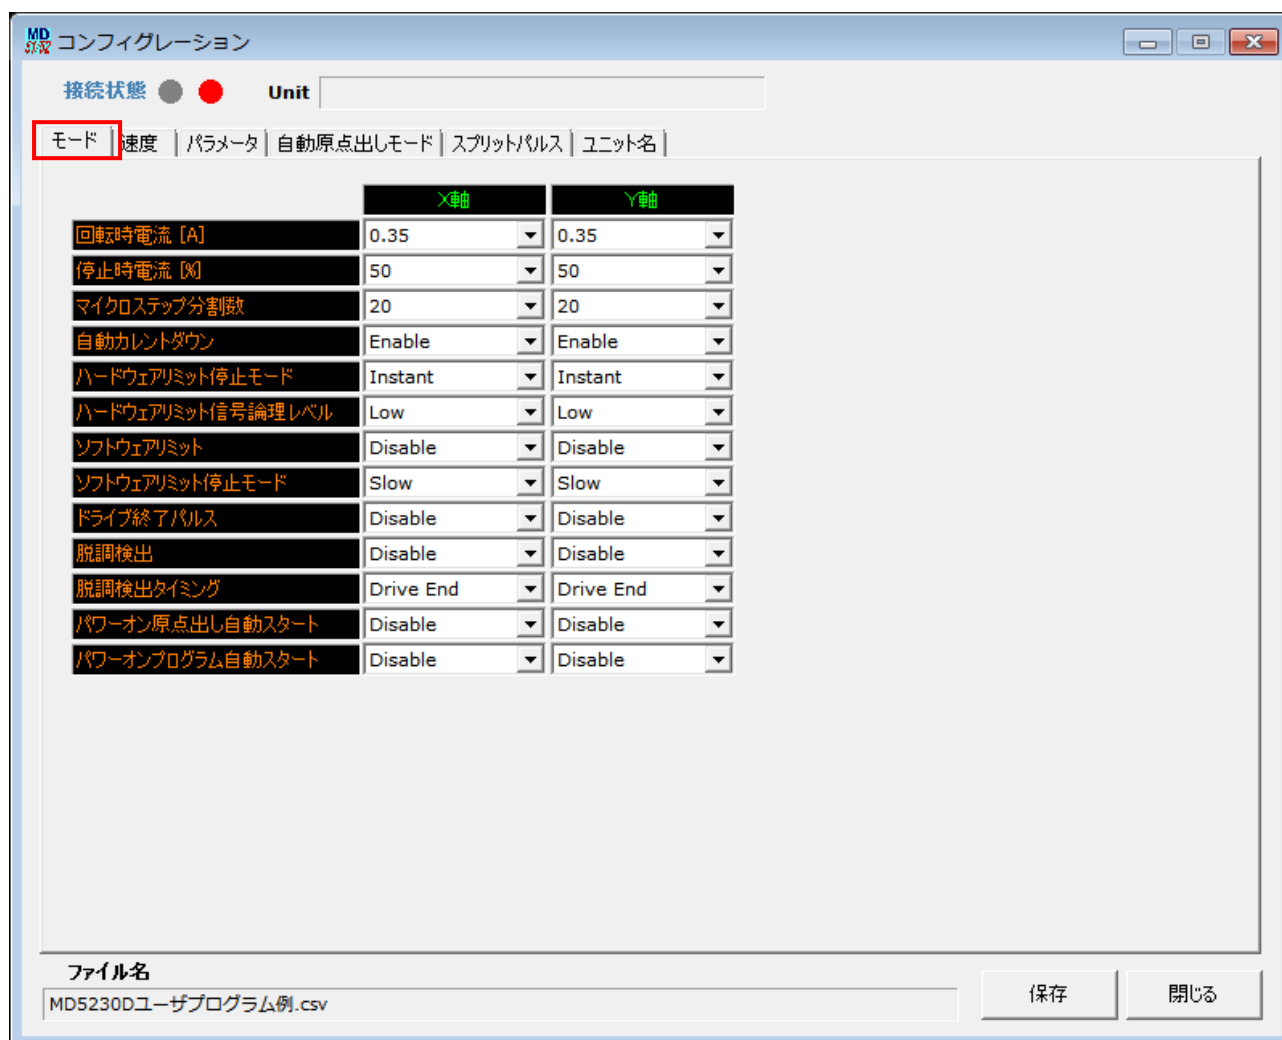 MD 51/52 コンフィグレーション
接続状態 Unit
モード 速度 パラメータ 自動原点出しモード スプリットパルス ユニット名
X軸 Y軸
回転時電流 [A] 0.35 0.35
停止時電流 [%] 50 50
マイクロステップ分割数 20 20
自動カレントダウン Enable Enable
ハードウェアリミット停止モード Instant Instant
ハードウェアリミット信号論理レベル Low Low
ソフトウェアリミット Disable Disable
ソフトウェアリミット停止モード Slow Slow
ドライブ終了パルス Disable Disable
脱調検出 Disable Disable
脱調検出タイミング Drive End Drive End
パワーオン原点出し自動スタート Disable Disable
パワーオンプログラム自動スタート Disable Disable
ファイル名
MD5230Dユーザプログラム例.csv 保存 閉じる